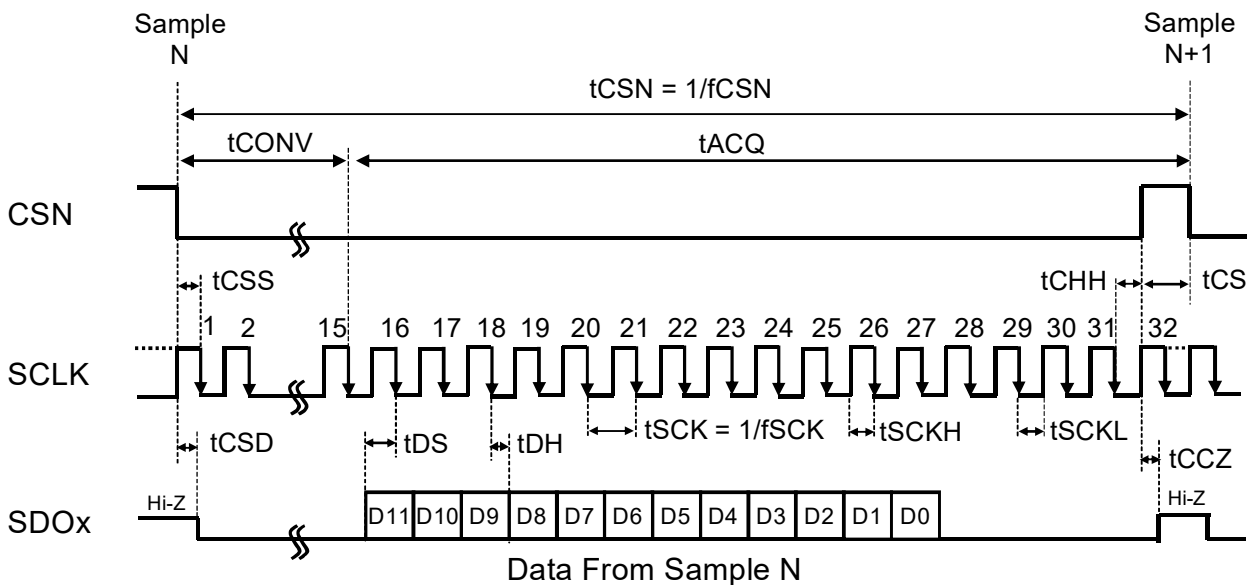 Sample
N
Sample
N+1
tCSN = 1/fCSN
tCONV
tACQ
CSN
tCSS
tCHH
tCS
1 2 15 16 17 18 19 20 21 22 23 24 25 26 27 28 29 30 31 32
SCLK
tCSD
tDS
tDH
tSCK = 1/fSCK
tSCKH
tSCKL
tCCZ
Hi-Z
Hi-Z
SDOx
D11 D10 D9 D8 D7 D6 D5 D4 D3 D2 D1 D0
Data From Sample N